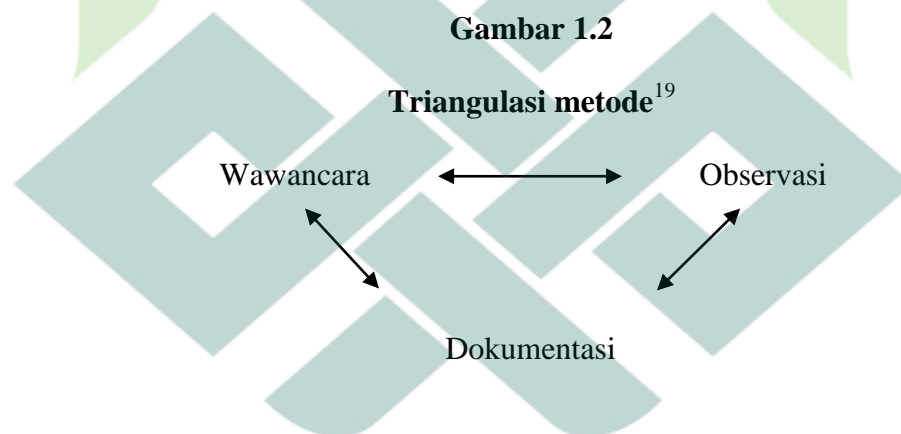 Gambar 1.2
Triangulasi metode19
Wawancara Observasi
Dokumentasi